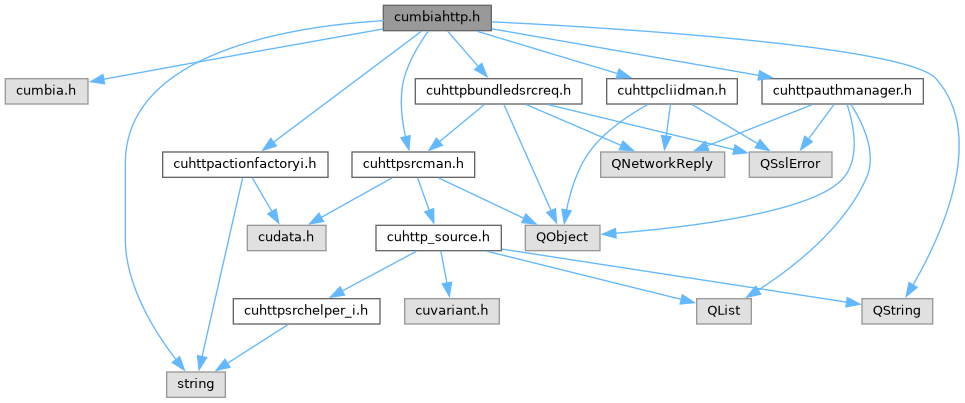 cumbiahttp.h
cumbia.h
cuhttpbundledsrcreq.h
cuhttpcliidman.h
cuhttpauthmanager.h
cuhttpactionfactoryi.h
cuhttpsrcman.h
QNetworkReply
QSslError
cudata.h
cuhttp_source.h
QObject
cuhttpsrchelper_i.h
cuvariant.h
QList
QString
string